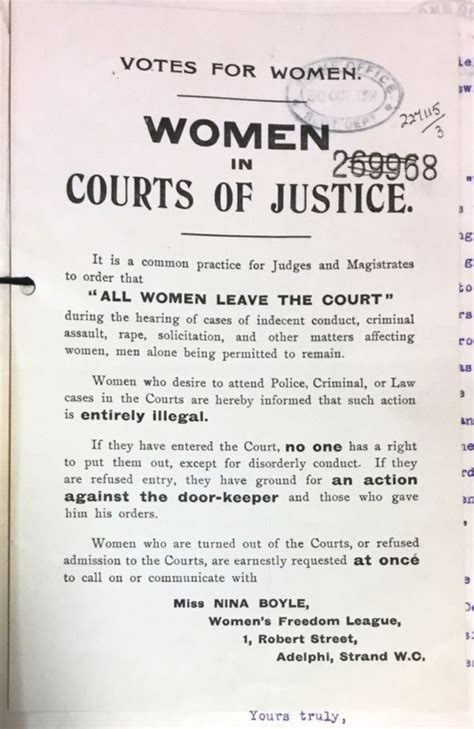 VOTES FOR WOMEN.
WOMEN
IN
COURTS OF JUSTICE.
OFFICE
DEPT
227115
3
269968
It is a common practice for Judges and Magistrates
to order that
"ALL WOMEN LEAVE THE COURT"
during the hearing of cases of indecent conduct, criminal
assault, rape, solicitation, and other matters affecting
women, men alone being permitted to remain.
Women who desire to attend Police, Criminal, or Law
cases in the Courts are hereby informed that such action
is entirely illegal.
If they have entered the Court, no one has a right
to put them out, except for disorderly conduct. If they
are refused entry, they have ground for an action
against the door-keeper and those who gave
him his orders.
Women who are turned out of the Courts, or refused
admission to the Courts, are earnestly requested at once
to call on or communicate with
Miss NINA BOYLE,
Women's Freedom League,
1, Robert Street,
Adelphi, Strand W.C.
Yours truly,